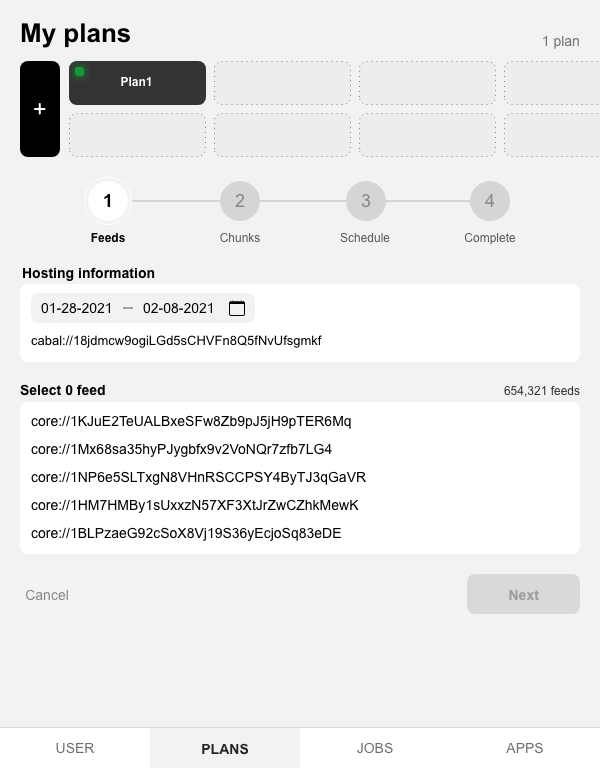 My plans
1 plan
+
Plan1
1
2
3
4
Feeds
Chunks
Schedule
Complete
Hosting information
01-28-2021 — 02-08-2021
cabal://18jdmcw9ogiLGd5sCHVFn8Q5fNvUfsgmkf
Select 0 feed
654,321 feeds
core://1KJuE2TeUALBxeSFw8Zb9pJ5jH9pTER6Mq
core://1Mx68sa35hyPJygbfx9v2VoNQr7zfb7LG4
core://1NP6e5SLTxgN8VHnRSCCPSY4ByTJ3qGaVR
core://1HM7HMBy1sUxxzN57XF3XtJrZwCZhkMewK
core://1BLPzaeG92cSoX8Vj19S36yEcjoSq83eDE
Cancel
Next
USER
PLANS
JOBS
APPS